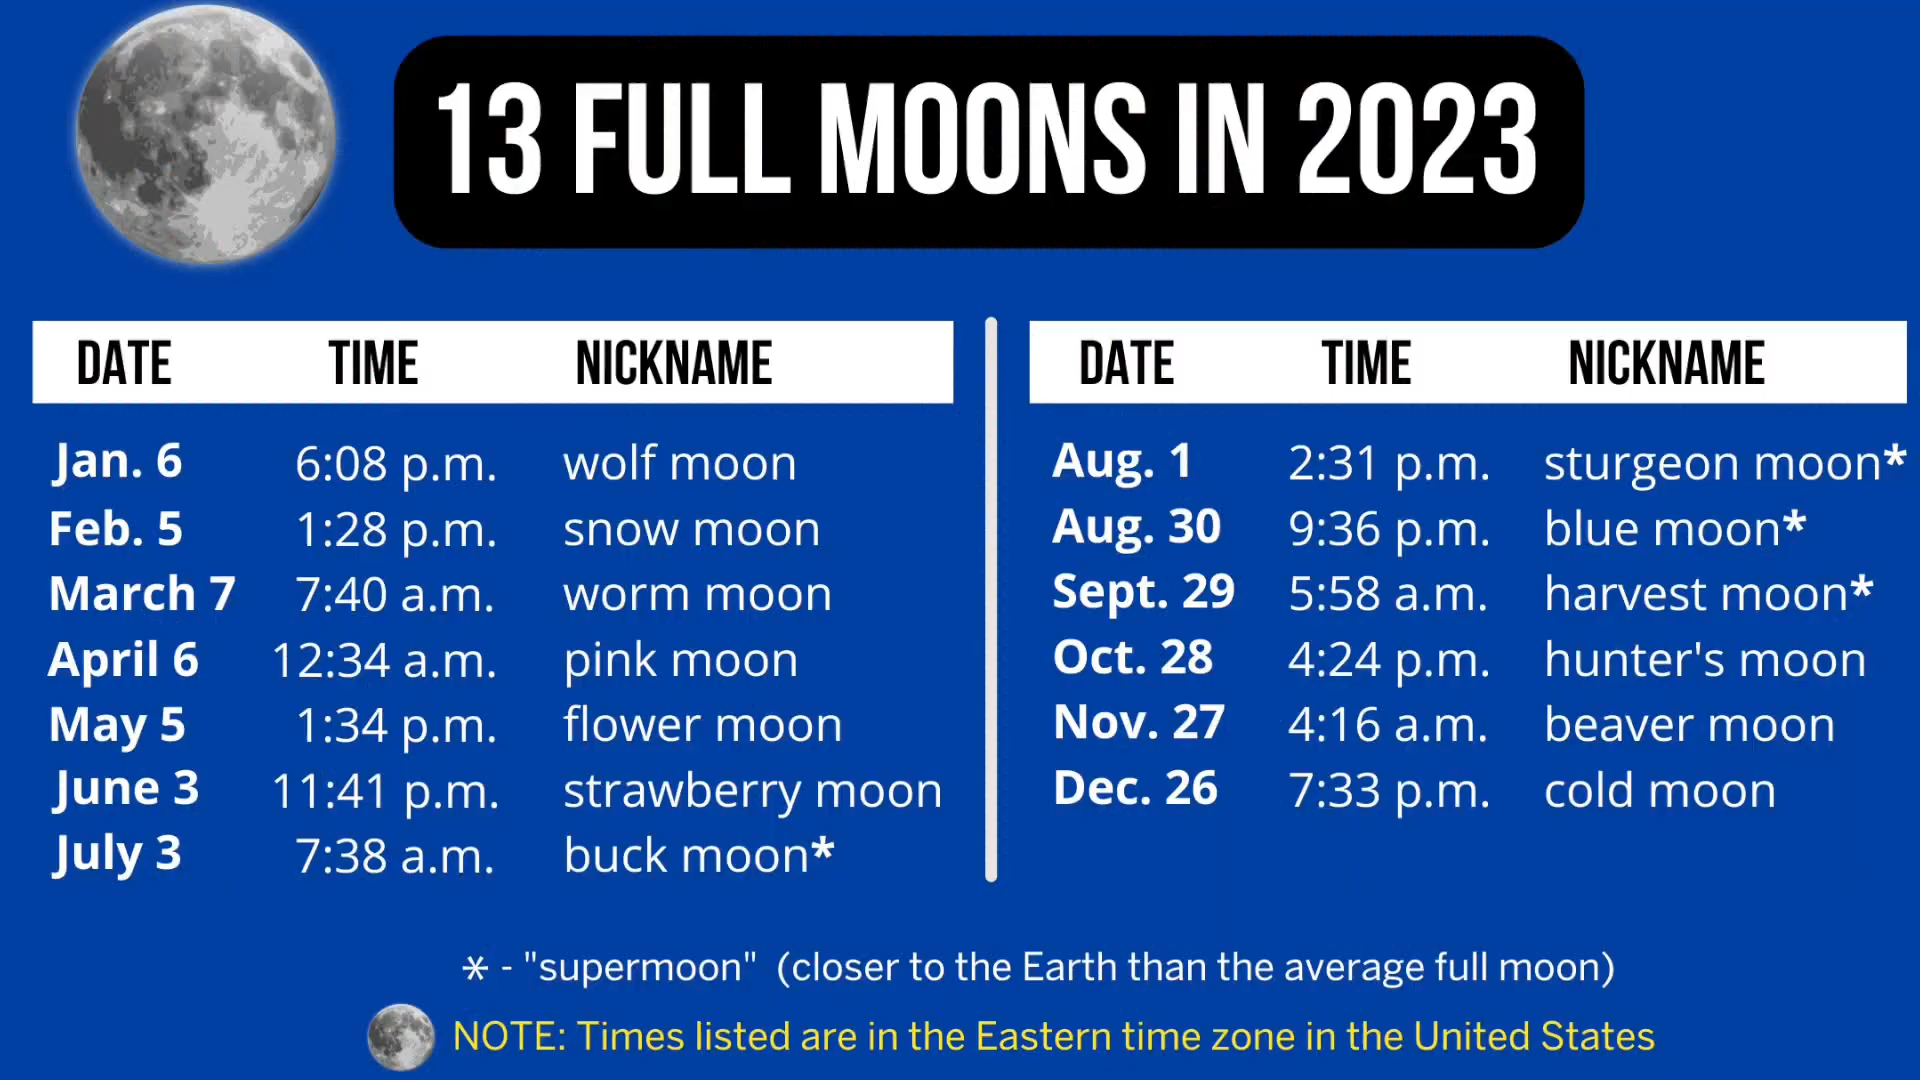 13 FULL MOONS IN 2023
DATE TIME NICKNAME
Jan. 6 6:08 p.m. wolf moon
Feb. 5 1:28 p.m. snow moon
March 7 7:40 a.m. worm moon
April 6 12:34 a.m. pink moon
May 5 1:34 p.m. flower moon
June 3 11:41 p.m. strawberry moon
July 3 7:38 a.m. buck moon*
DATE TIME NICKNAME
Aug. 1 2:31 p.m. sturgeon moon*
Aug. 30 9:36 p.m. blue moon*
Sept. 29 5:58 a.m. harvest moon*
Oct. 28 4:24 p.m. hunter's moon
Nov. 27 4:16 a.m. beaver moon
Dec. 26 7:33 p.m. cold moon
* - "supermoon" (closer to the Earth than the average full moon)
NOTE: Times listed are in the Eastern time zone in the United States